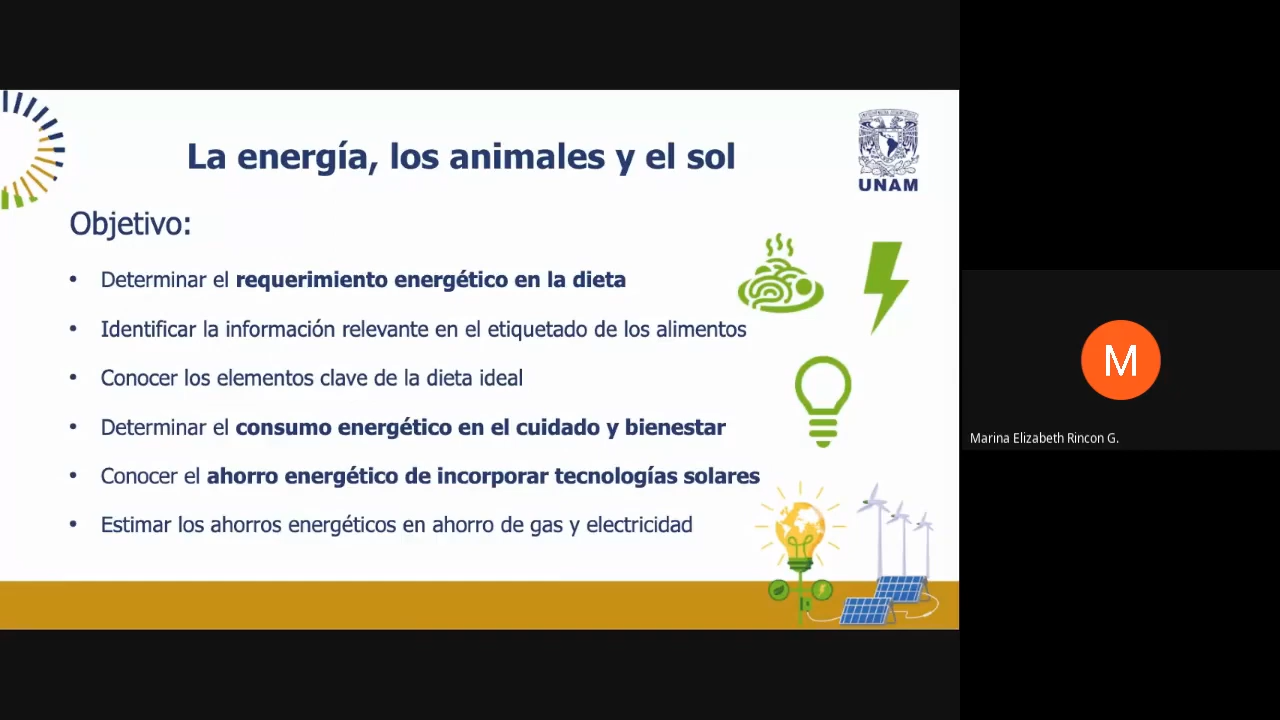 La energía, los animales y el sol
UNAM
Objetivo:
• Determinar el requerimiento energético en la dieta
• Identificar la información relevante en el etiquetado de los alimentos
• Conocer los elementos clave de la dieta ideal
• Determinar el consumo energético en el cuidado y bienestar
• Conocer el ahorro energético de incorporar tecnologías solares
• Estimar los ahorros energéticos en ahorro de gas y electricidad
M
Marina Elizabeth Rincon G.